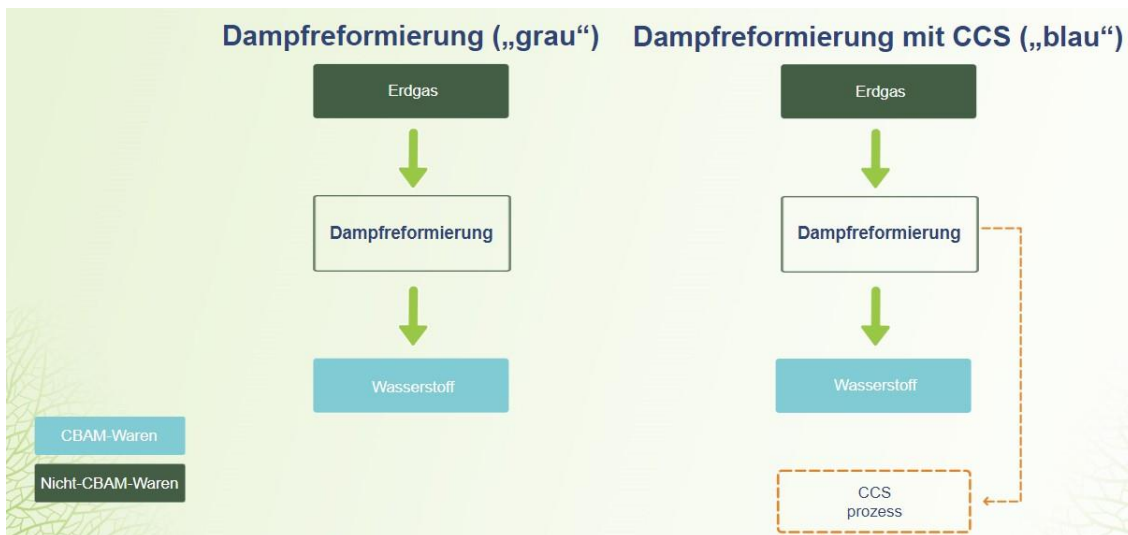 Dampfreformierung („grau“)
Erdgas
Dampfreformierung
Wasserstoff
Dampfreformierung mit CCS („blau“)
Erdgas
Dampfreformierung
Wasserstoff
CCS
prozess
CBAM-Waren
Nicht-CBAM-Waren